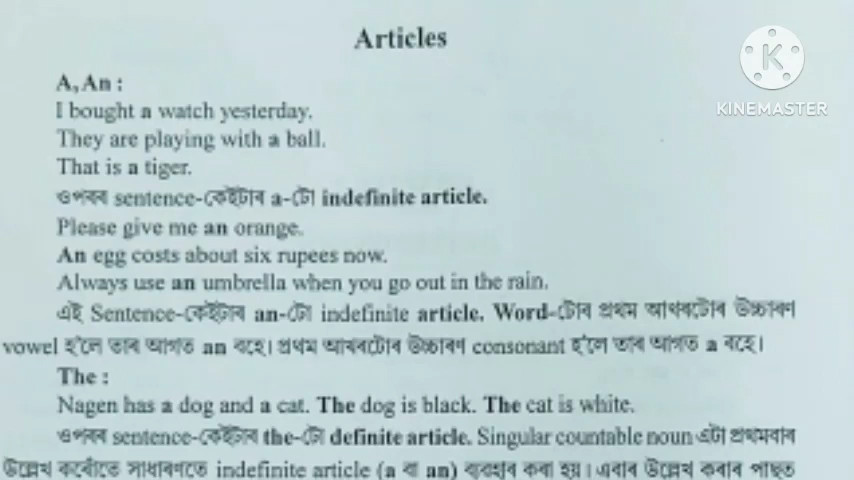 Articles
KINEMASTER
A, An :
I bought a watch yesterday.
They are playing with a ball.
That is a tiger.
ওপৰৰ sentence-কেইটাৰ a-টো indefinite article.
Please give me an orange.
An egg costs about six rupees now.
Always use an umbrella when you go out in the rain.
এই Sentence-কেইটাৰ an-টো indefinite article. Word-টোৰ প্ৰথম আখৰটোৰ উচ্চাৰণ
vowel হ'লে তাৰ আগত an বহে। প্ৰথম আখৰটোৰ উচ্চাৰণ consonant হ'লে তাৰ আগত a বহে।
The :
Nagen has a dog and a cat. The dog is black. The cat is white.
ওপৰৰ sentence-কেইটাৰ the-টো definite article. Singular countable noun এটা প্ৰথমবাৰ
উল্লেখ কৰোঁতে সাধাৰণতে indefinite article (a বা an) ব্যৱহাৰ কৰা হয়। এবাৰ উল্লেখ কৰাৰ পাছত